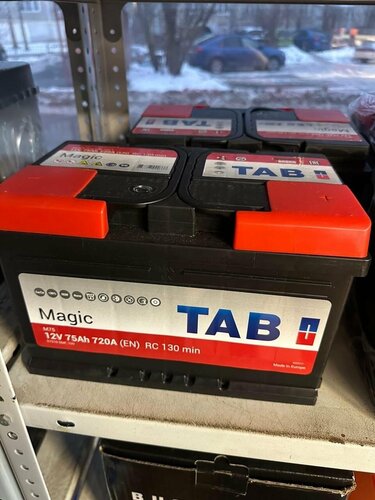 Magic
TAB
Magic
M75
12V 75Ah 720A (EN) RC 130 min
TAB
Made in Europe